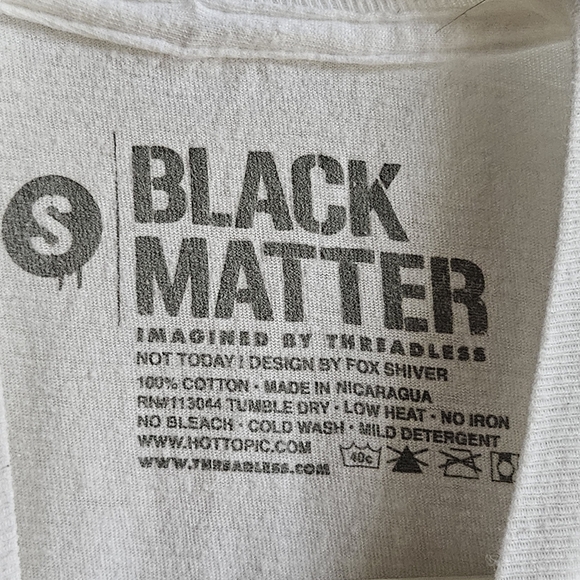 S
BLACK
MATTER
IMAGINED BY THREADLESS
NOT TODAY | DESIGN BY FOX SHIVER
100% COTTON · MADE IN NICARAGUA
RN#113044 TUMBLE DRY · LOW HEAT · NO IRON
NO BLEACH · COLD WASH · MILD DETERGENT
WWW.HOTTOPIC.COM
40c
WWW.THREADLESS.COM